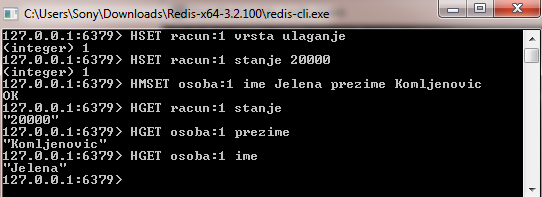 C:\Users\Sony\Downloads\Redis-x64-3.2.100\redis-cli.exe
127.0.0.1:6379> HSET racun:1 vrsta ulaganje
(integer) 1
127.0.0.1:6379> HSET racun:1 stanje 20000
(integer) 1
127.0.0.1:6379> HMSET osoba:1 ime Jelena prezime Komljenovic
OK
127.0.0.1:6379> HGET racun:1 stanje
"20000"
127.0.0.1:6379> HGET osoba:1 prezime
"Komljenovic"
127.0.0.1:6379> HGET osoba:1 ime
"Jelena"
127.0.0.1:6379>